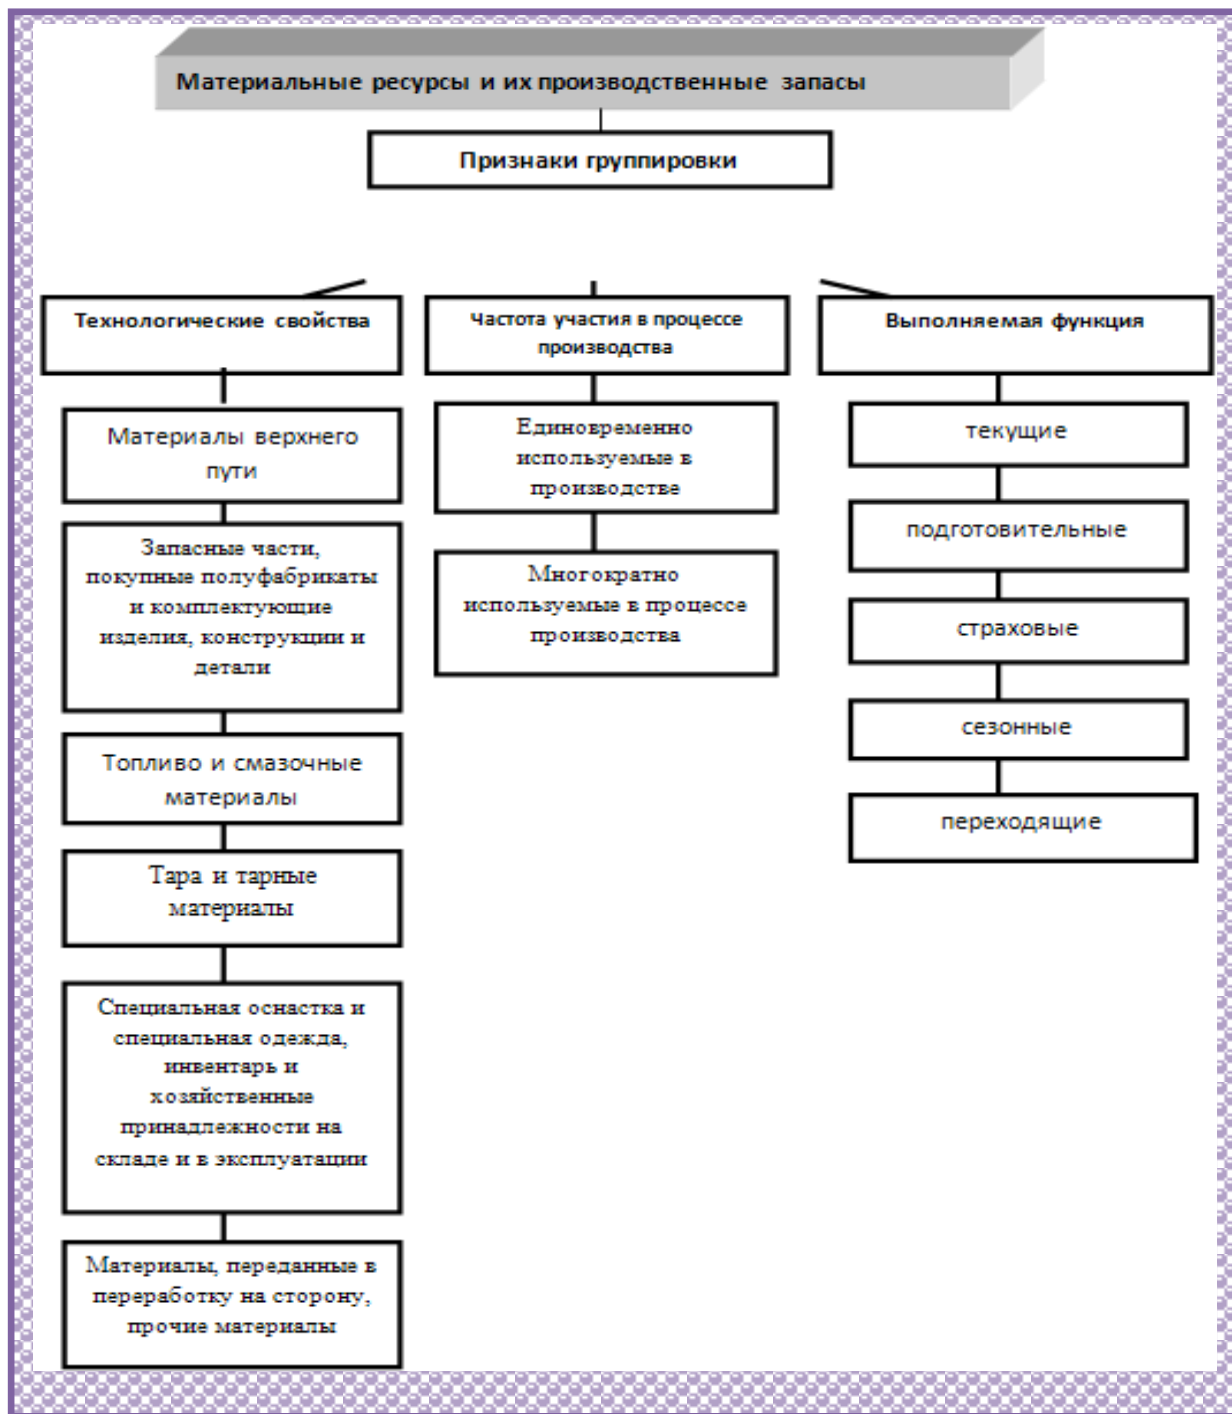 Материальные ресурсы и их производственные запасы
Признаки группировки
Технологические свойства
Материалы верхнего
пути
Запасные части,
покупные полуфабрикаты
и комплектующие
изделия, конструкции и
детали
Топливо и смазочные
материалы
Тара и тарные
материалы
Специальная оснастка и
специальная одежда,
инвентарь и
хозяйственные
принадлежности на
складе и в эксплуатации
Материалы, переданные в
переработку на сторону,
прочие материалы
Частота участия в процессе
производства
Единовременно
используемые в
производстве
Многократно
используемые в процессе
производства
Выполняемая функция
текущие
подготовительные
страховые
сезонные
переходящие